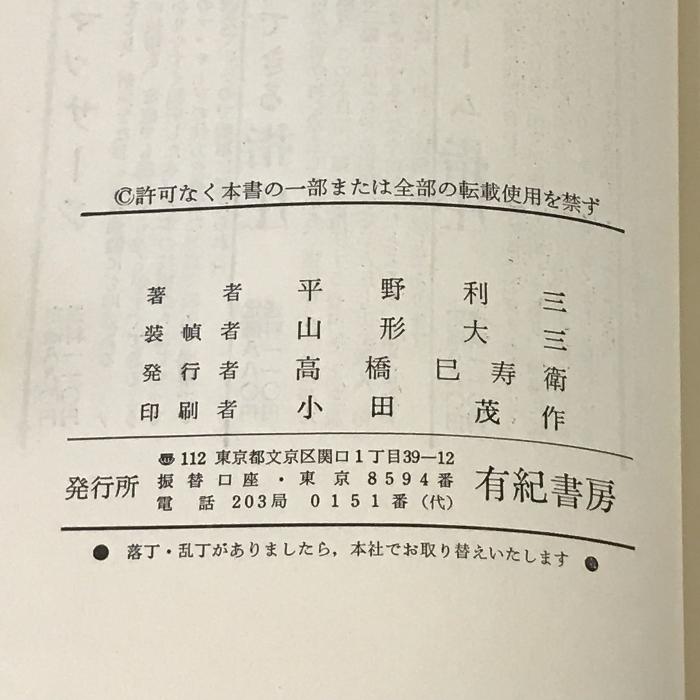 ©許可なく本書の一部または全部の転載使用を禁ず
著者 平野利三
装幀者 山形大三
発行者 高橋巳寿衛
印刷者 小田茂作
発行所
〠112 東京都文京区関口1丁目39―12
振替口座・東京8594番
電話 203局 0151番(代)
有紀書房
● 落丁・乱丁がありましたら,本社でお取り替えいたします ●